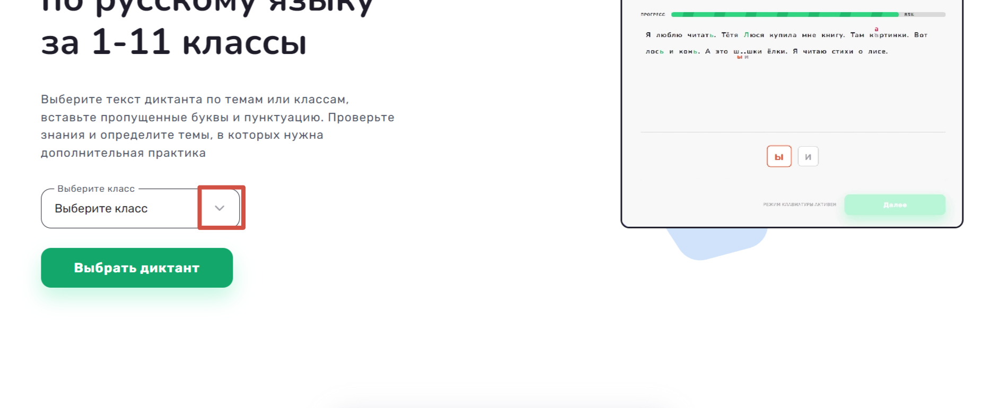 по русскому языку
за 1-11 классы
Выберите текст диктанта по темам или классам,
вставьте пропущенные буквы и пунктуацию. Проверьте
знания и определите темы, в которых нужна
дополнительная практика
Выберите класс
Выберите класс
Выбрать диктант
ПРОГРЕСС 83%
а
Я люблю читать. Тётя Люся купила мне книгу. Там картинки. Вот
лось и конь. А это ш..шки ёлки. Я читаю стихи о лисе.
ы и
ы и
РЕЖИМ КЛАВИАТУРЫ АКТИВЕН Далее